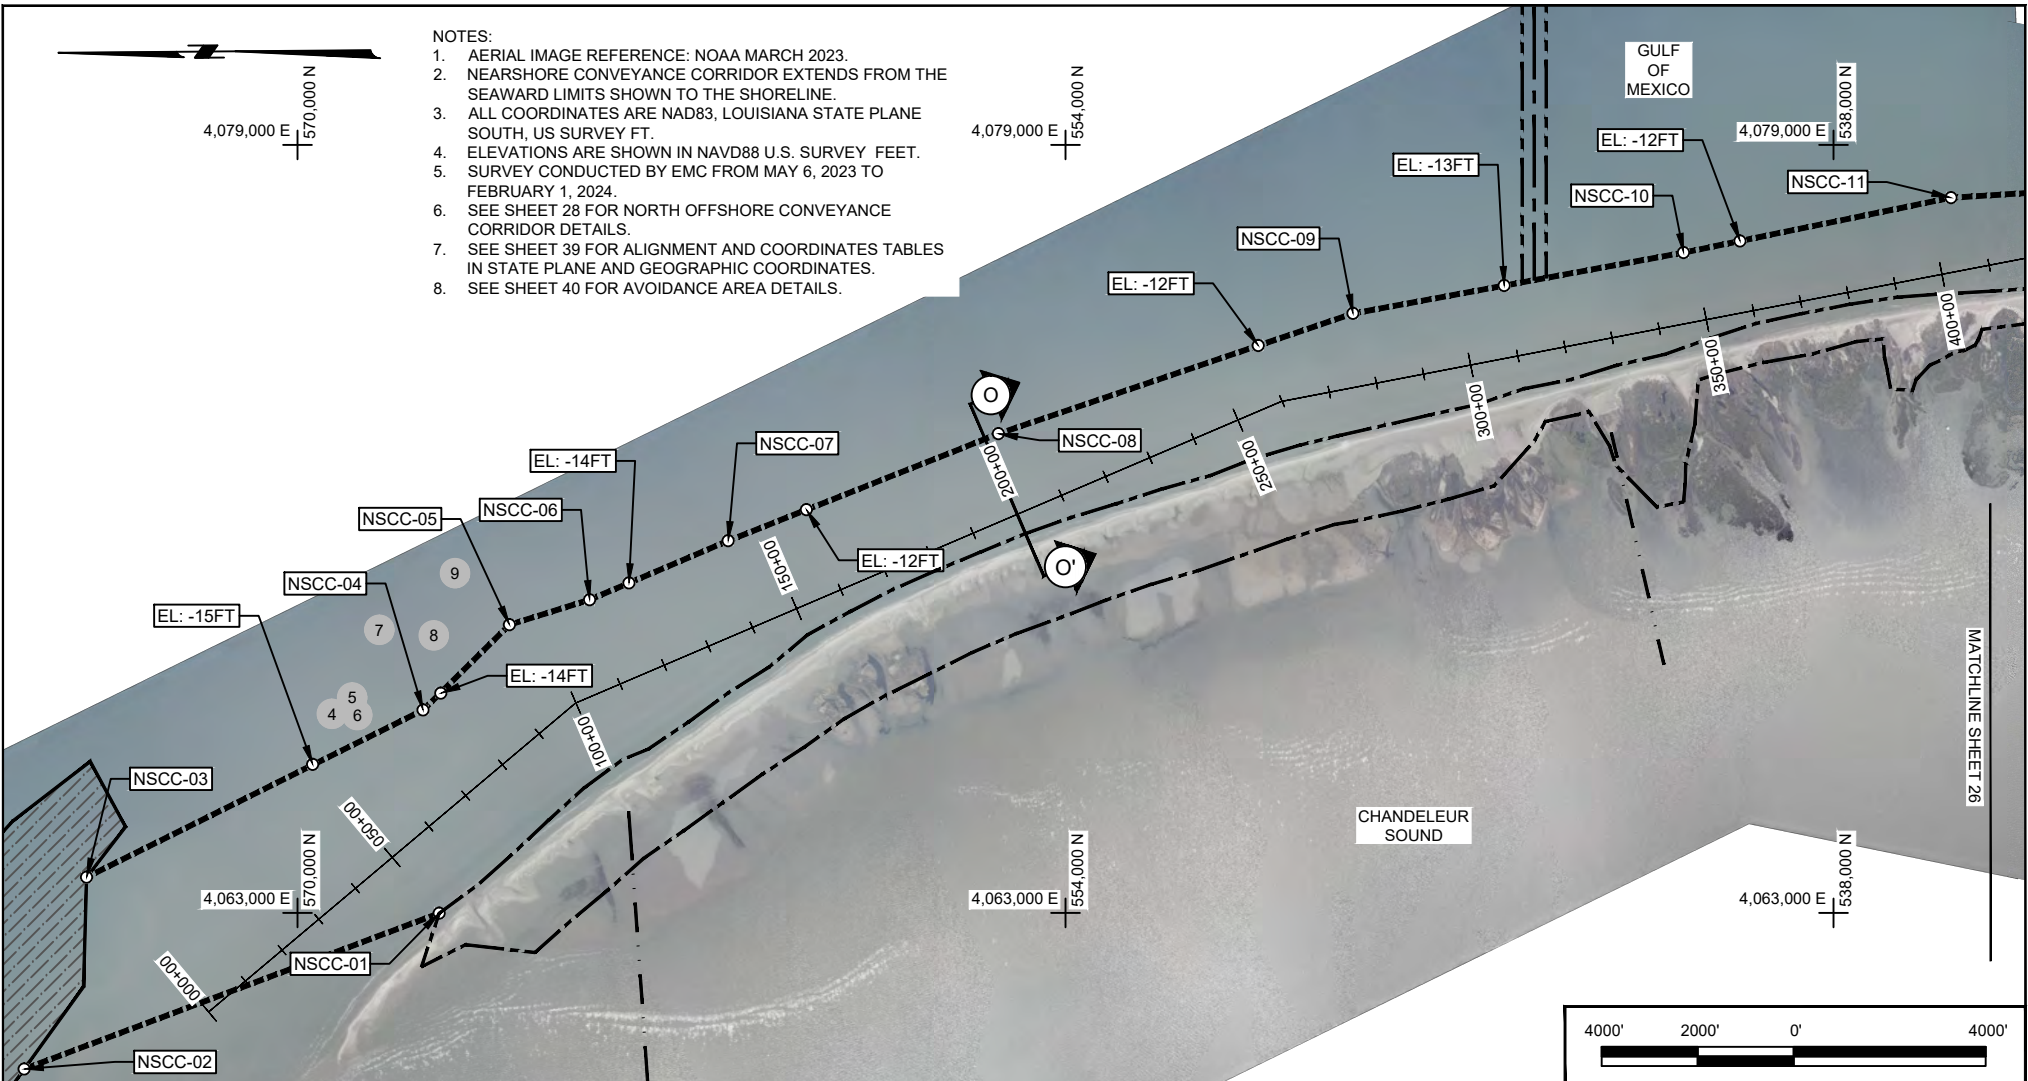 NOTES:
1. AERIAL IMAGE REFERENCE: NOAA MARCH 2023.
2. NEARSHORE CONVEYANCE CORRIDOR EXTENDS FROM THE
SEAWARD LIMITS SHOWN TO THE SHORELINE.
3. ALL COORDINATES ARE NAD83, LOUISIANA STATE PLANE
SOUTH, US SURVEY FT.
4. ELEVATIONS ARE SHOWN IN NAVD88 U.S. SURVEY FEET.
5. SURVEY CONDUCTED BY EMC FROM MAY 6, 2023 TO
FEBRUARY 1, 2024.
6. SEE SHEET 28 FOR NORTH OFFSHORE CONVEYANCE
CORRIDOR DETAILS.
7. SEE SHEET 39 FOR ALIGNMENT AND COORDINATES TABLES
IN STATE PLANE AND GEOGRAPHIC COORDINATES.
8. SEE SHEET 40 FOR AVOIDANCE AREA DETAILS.
4,079,000 E
570,000 N
4,079,000 E
554,000 N
4,079,000 E
538,000 N
GULF
OF
MEXICO
EL: -12FT
EL: -13FT
NSCC-10
NSCC-11
NSCC-09
EL: -12FT
O
NSCC-08
NSCC-07
EL: -14FT
NSCC-06
NSCC-05
EL: -12FT
O'
9
NSCC-04
7
8
EL: -15FT
EL: -14FT
5
4
6
NSCC-03
000+00
050+00
100+00
150+00
200+00
250+00
300+00
350+00
400+00
CHANDELEUR
SOUND
MATCHLINE SHEET 26
4,063,000 E
570,000 N
4,063,000 E
554,000 N
4,063,000 E
538,000 N
NSCC-01
NSCC-02
4000' 2000' 0' 4000'